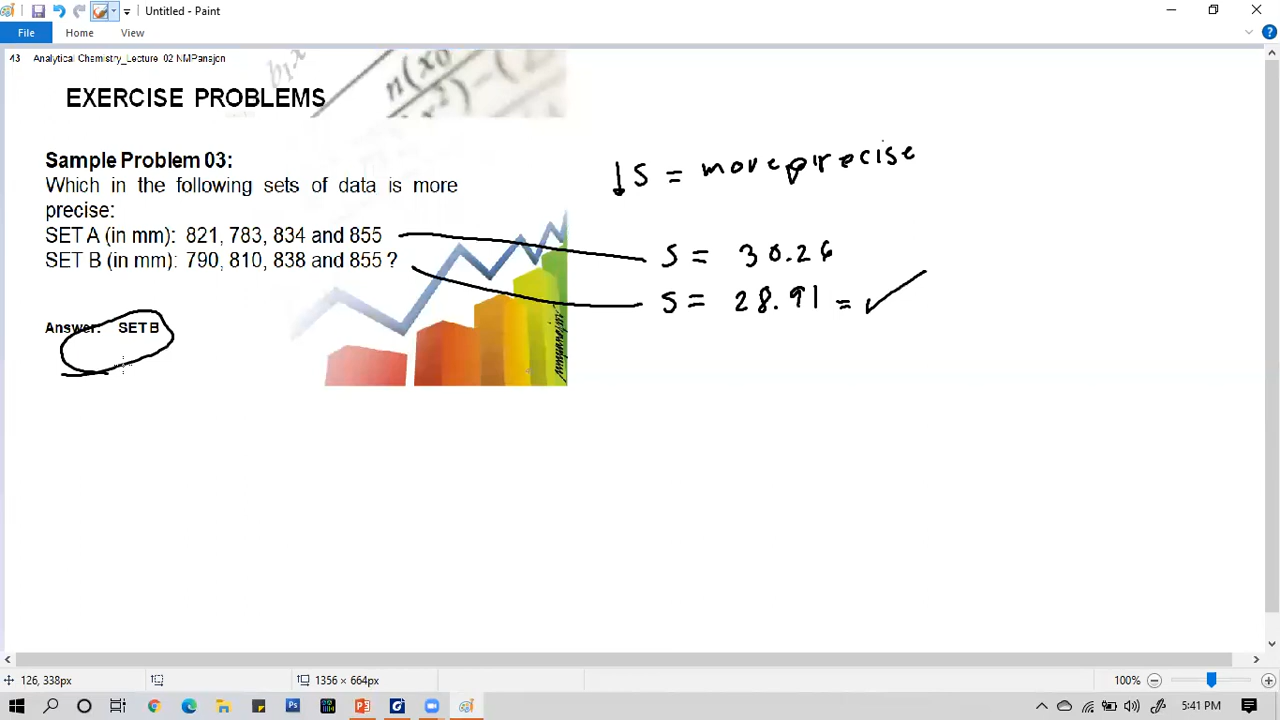 Untitled - Paint
File Home View
43 Analytical Chemistry_Lecture 02 NMPanajon
EXERCISE PROBLEMS
Sample Problem 03:
Which in the following sets of data is more
precise:
SET A (in mm): 821, 783, 834 and 855
SET B (in mm): 790, 810, 838 and 855 ?
Answer: SET B
↓ S = more precise
S = 30.26
S = 28.91 = ✓
nmpanajon
126, 338px
1356 × 664px
100%
5:41 PM